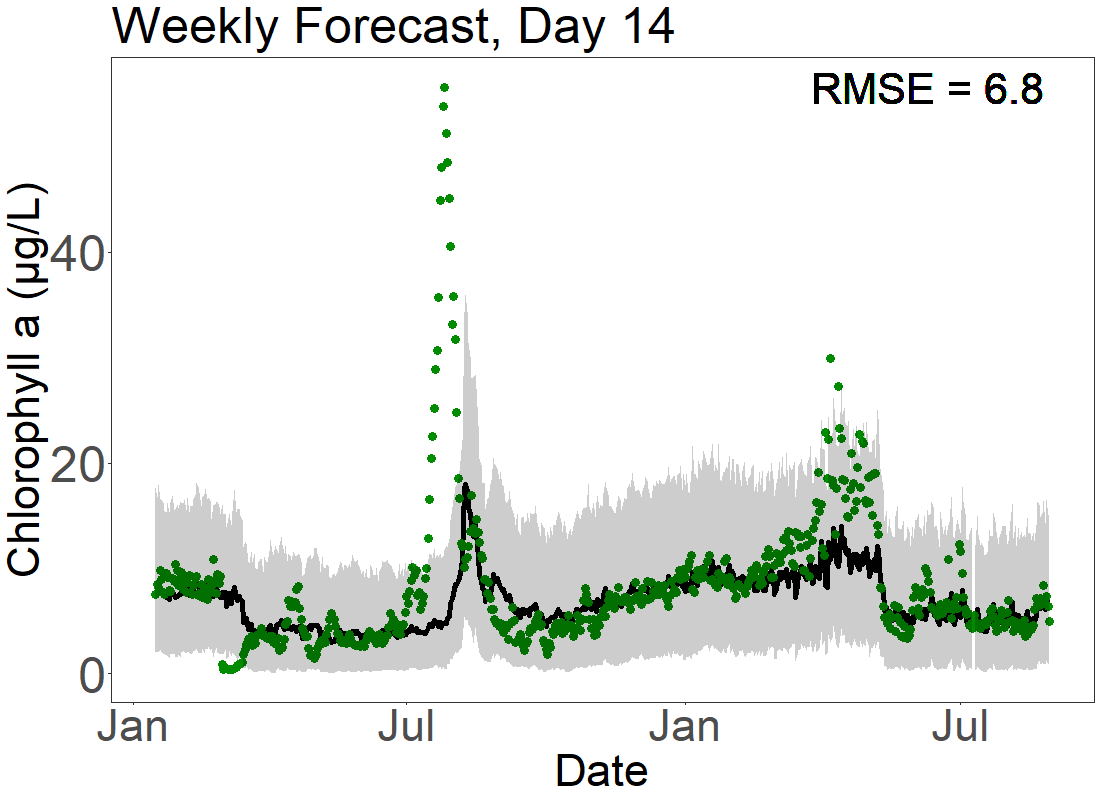 Weekly Forecast, Day 14
RMSE = 6.8
Chlorophyll a (µg/L)
40
20
0
Jan Jul Jan Jul
Date